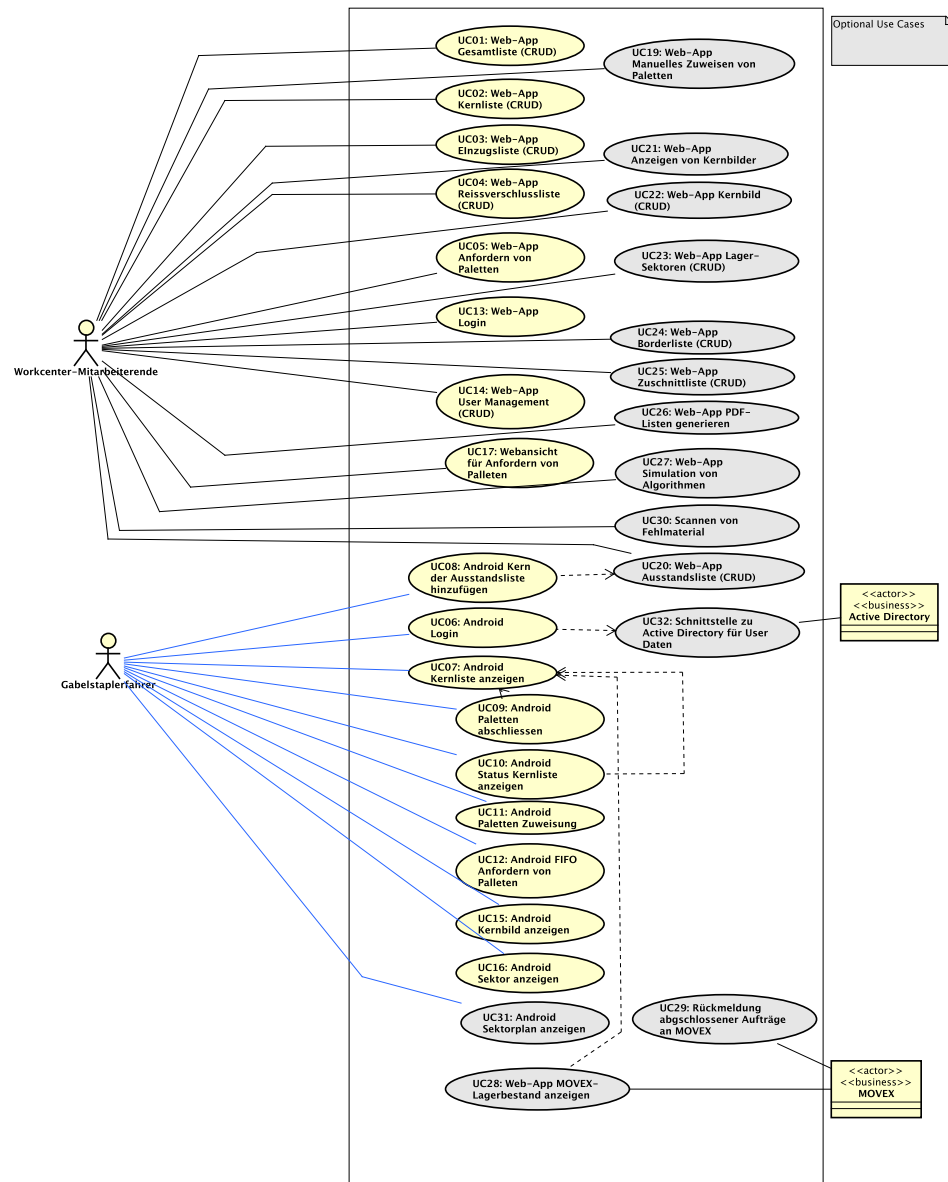 Optional Use Cases
UC01: Web-App
Gesamtliste (CRUD)
UC19: Web-App
Manuelles Zuweisen von
Paletten
UC02: Web-App
Kernliste (CRUD)
UC03: Web-App
EInzugsliste (CRUD)
UC21: Web-App
Anzeigen von Kernbilder
UC04: Web-App
Reissverschlussliste
(CRUD)
UC22: Web-App Kernbild
(CRUD)
UC05: Web-App
Anfordern von
Paletten
UC23: Web-App Lager-
Sektoren (CRUD)
UC13: Web-App
Login
UC24: Web-App
Borderliste (CRUD)
Workcenter-Mitarbeiterende
UC25: Web-App
Zuschnittliste (CRUD)
UC14: Web-App
User Management
(CRUD)
UC26: Web-App PDF-
Listen generieren
UC17: Webansicht
für Anfordern von
Palleten
UC27: Web-App
Simulation von
Algorithmen
UC30: Scannen von
Fehlmaterial
UC08: Android Kern
der Ausstandsliste
hinzufügen
UC20: Web-App
Ausstandsliste (CRUD)
<<actor>>
<<business>>
Active Directory
UC06: Android
Login
UC32: Schnittstelle zu
Active Directory für User
Daten
Gabelstaplerfahrer
UC07: Android
Kernliste anzeigen
UC09: Android
Paletten
abschliessen
UC10: Android
Status Kernliste
anzeigen
UC11: Android
Paletten Zuweisung
UC12: Android FIFO
Anfordern von
Palleten
UC15: Android
Kernbild anzeigen
UC16: Android
Sektor anzeigen
UC31: Android
Sektorplan anzeigen
UC29: Rückmeldung
abgschlossener Aufträge
an MOVEX
UC28: Web-App MOVEX-
Lagerbestand anzeigen
<<actor>>
<<business>>
MOVEX